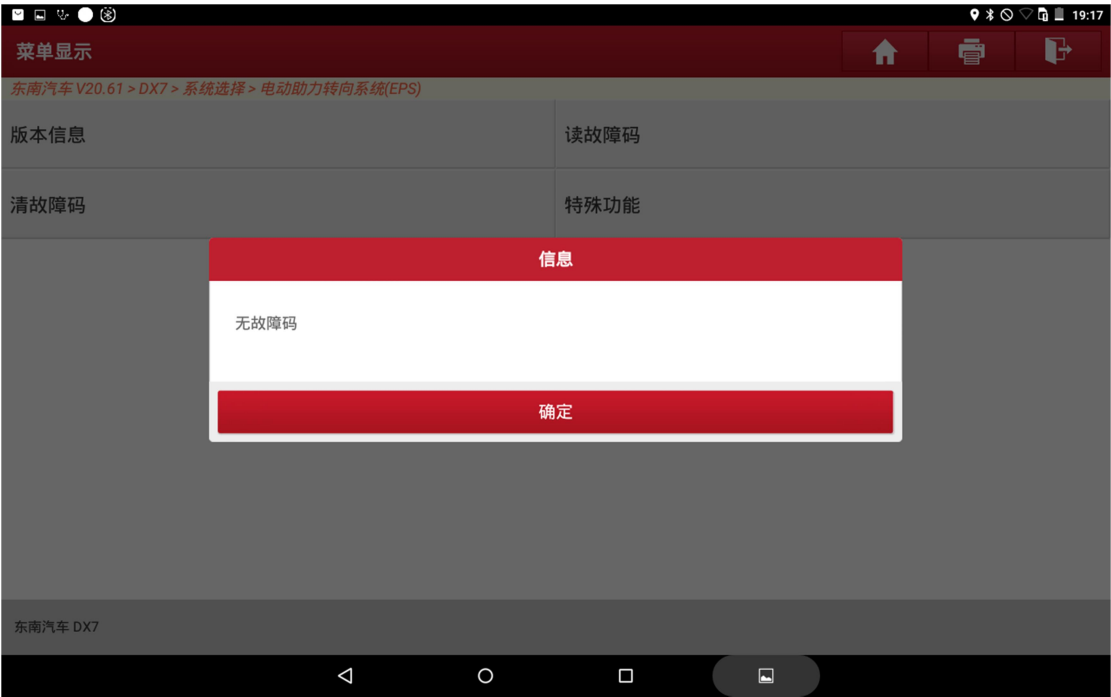 19:17
菜单显示
东南汽车 V20.61 > DX7 > 系统选择 > 电动助力转向系统(EPS)
版本信息
读故障码
清故障码
特殊功能
信息
无故障码
确定
东南汽车 DX7